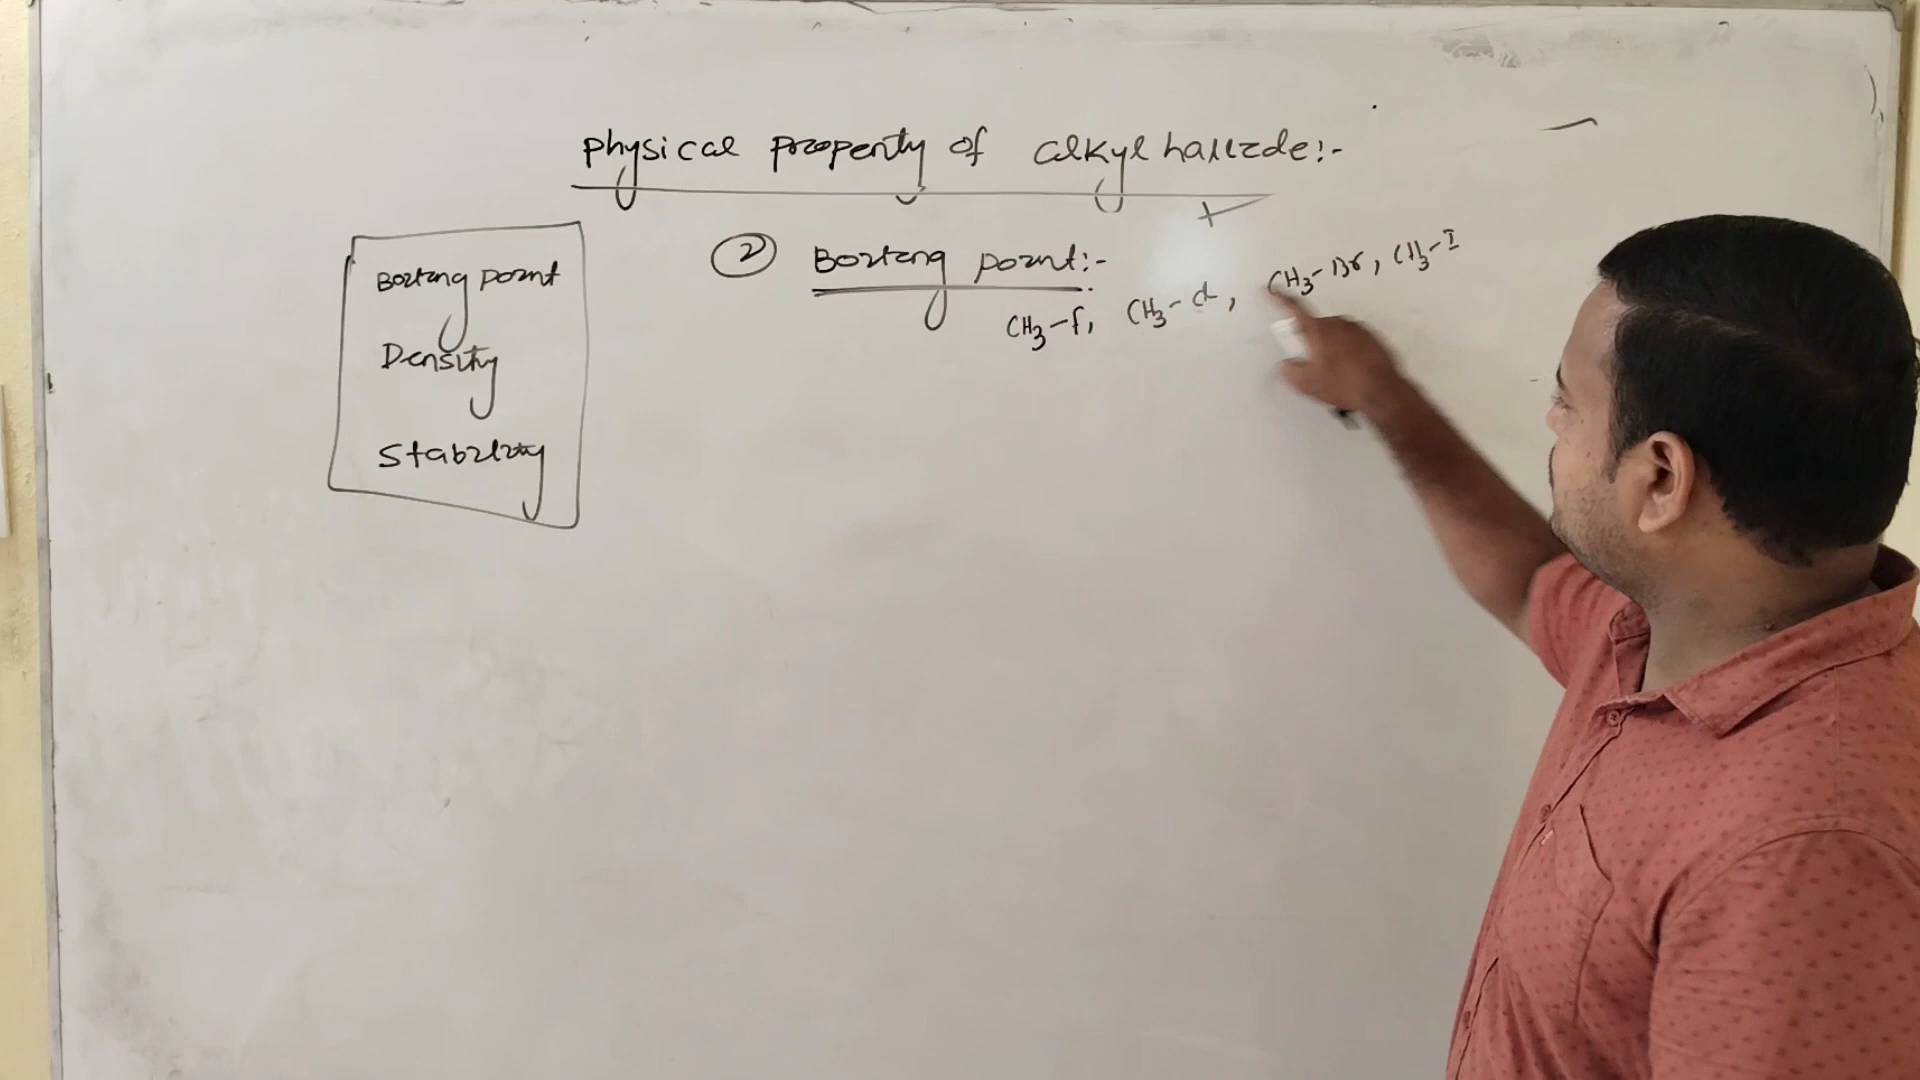 Physical property of alkyl halide:-
Boiling point
Density
Stability
② Boiling point:-
CH3-F, CH3-Cl, CH3-Br, CH3-I